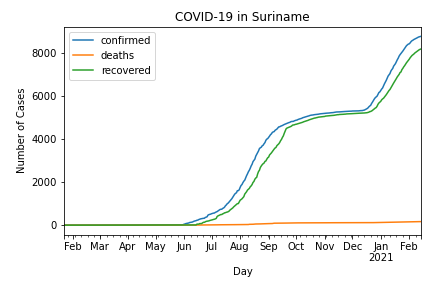 COVID-19 in Suriname
confirmed
deaths
recovered
Number of Cases
8000
6000
4000
2000
0
Feb Mar Apr May Jun Jul Aug Sep Oct Nov Dec Jan Feb
2021
Day